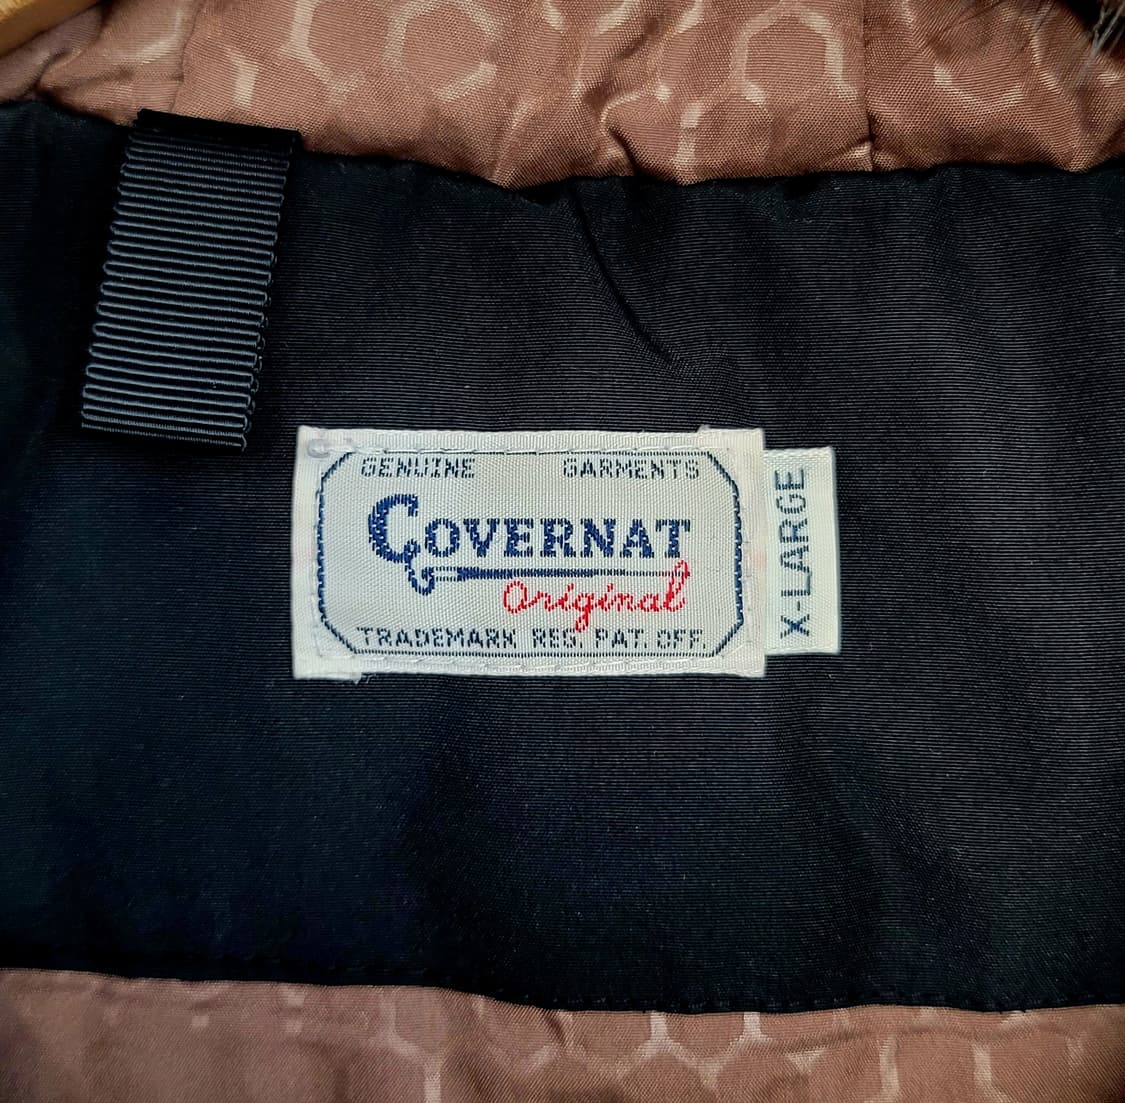 GENUINE GARMENTS
COVERNAT
Original
TRADEMARK REG. PAT. OFF.
X-LARGE